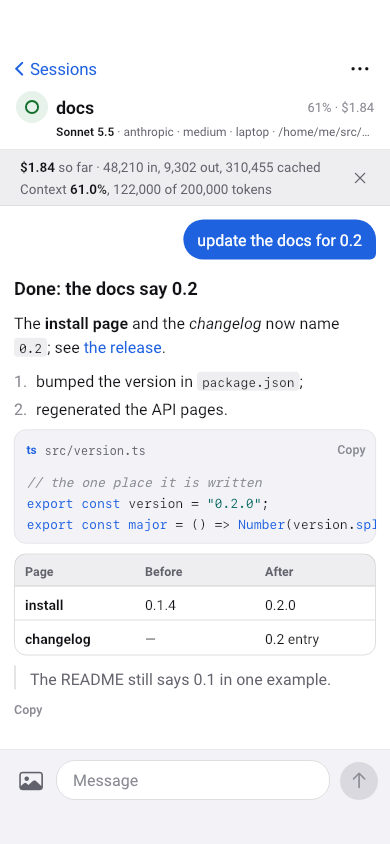 Sessions
docs
61% · $1.84
Sonnet 5.5 · anthropic · medium · laptop · /home/me/src/…
$1.84 so far · 48,210 in, 9,302 out, 310,455 cached
Context 61.0%, 122,000 of 200,000 tokens
update the docs for 0.2
Done: the docs say 0.2
The install page and the changelog now name
0.2; see the release.
1. bumped the version in package.json;
2. regenerated the API pages.
ts src/version.ts
Copy
// the one place it is written
export const version = "0.2.0";
export const major = () => Number(version.spl
Page Before After
install 0.1.4 0.2.0
changelog — 0.2 entry
The README still says 0.1 in one example.
Copy
Message